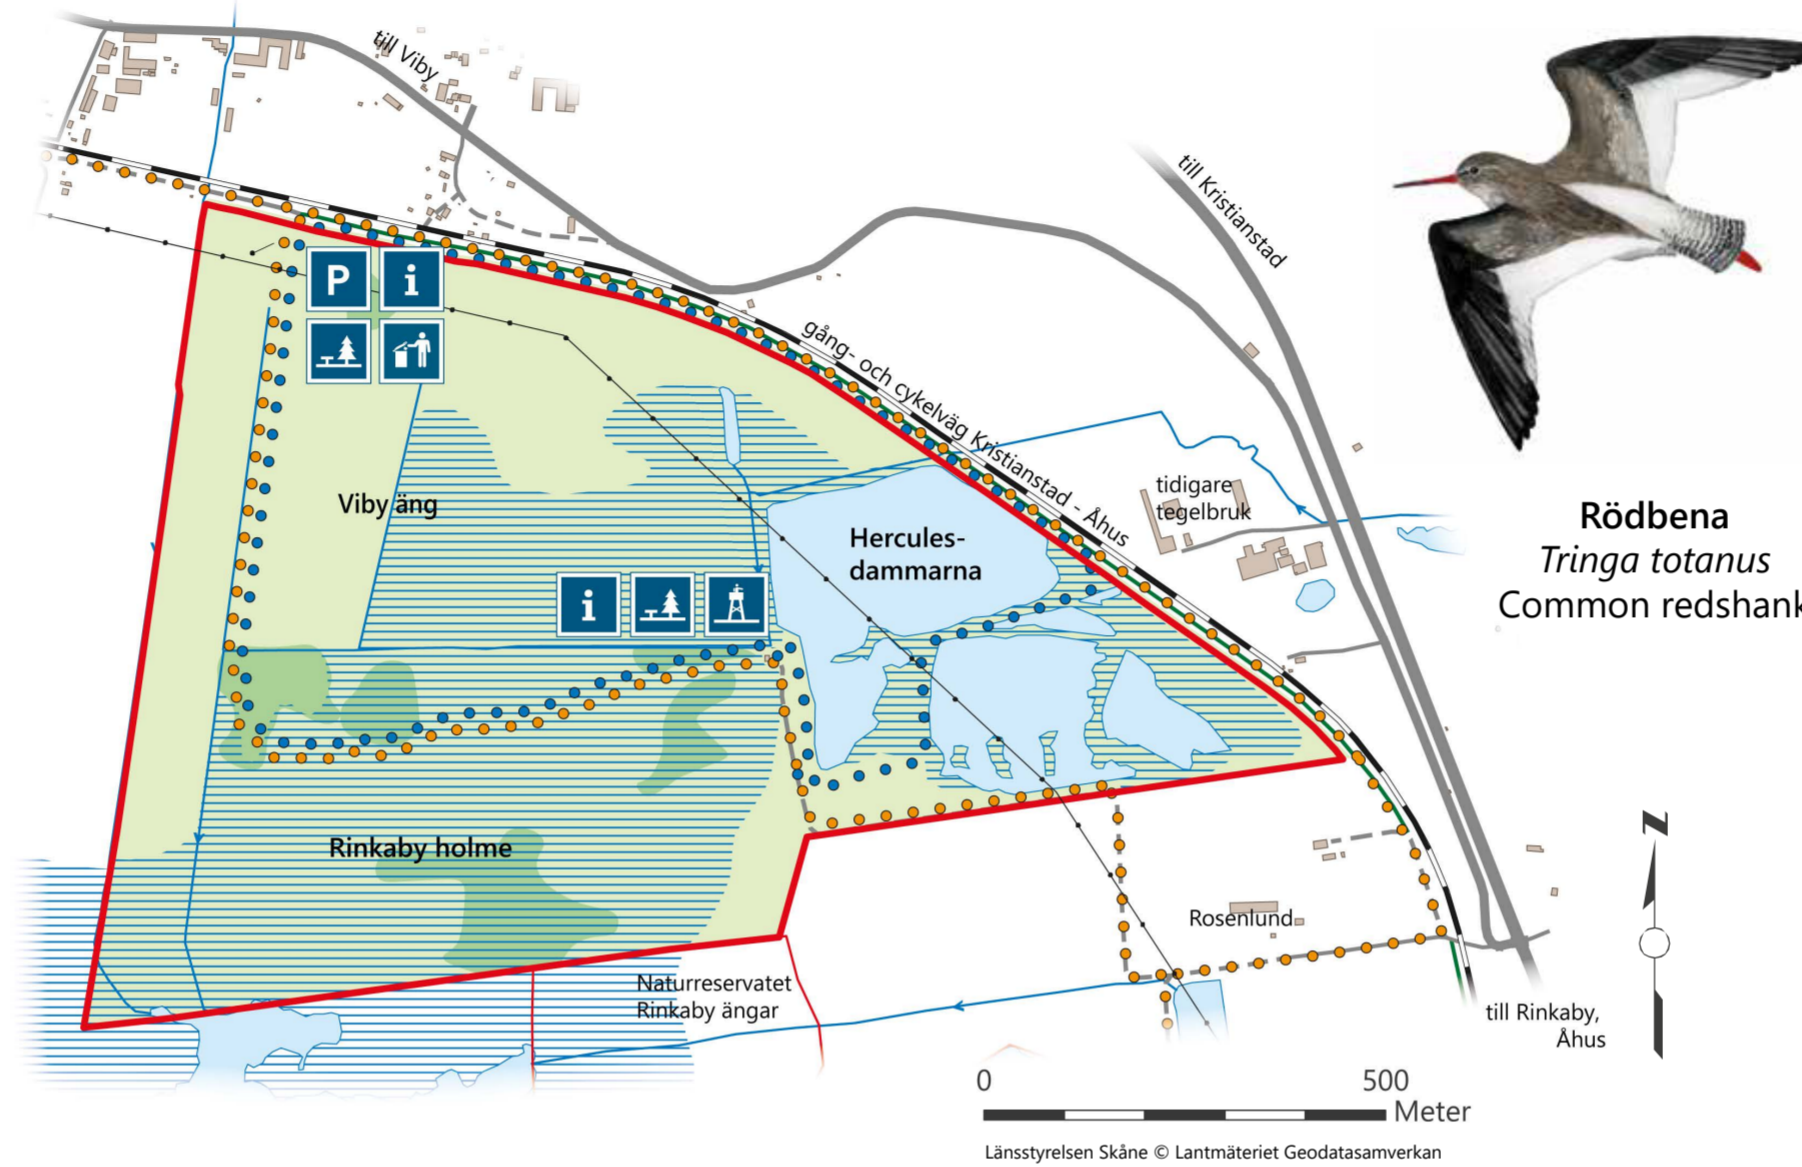 till Viby
till Kristianstad
gång- och cykelväg Kristianstad - Åhus
P
i
Viby äng
Hercules-
dammarna
tidigare
tegelbruk
i
Rödbena
Tringa totanus
Common redshank
Rinkaby holme
Rosenlund
Naturreservatet
Rinkaby ängar
till Rinkaby,
Åhus
N
0 500
Meter
Länsstyrelsen Skåne © Lantmäteriet Geodatasamverkan